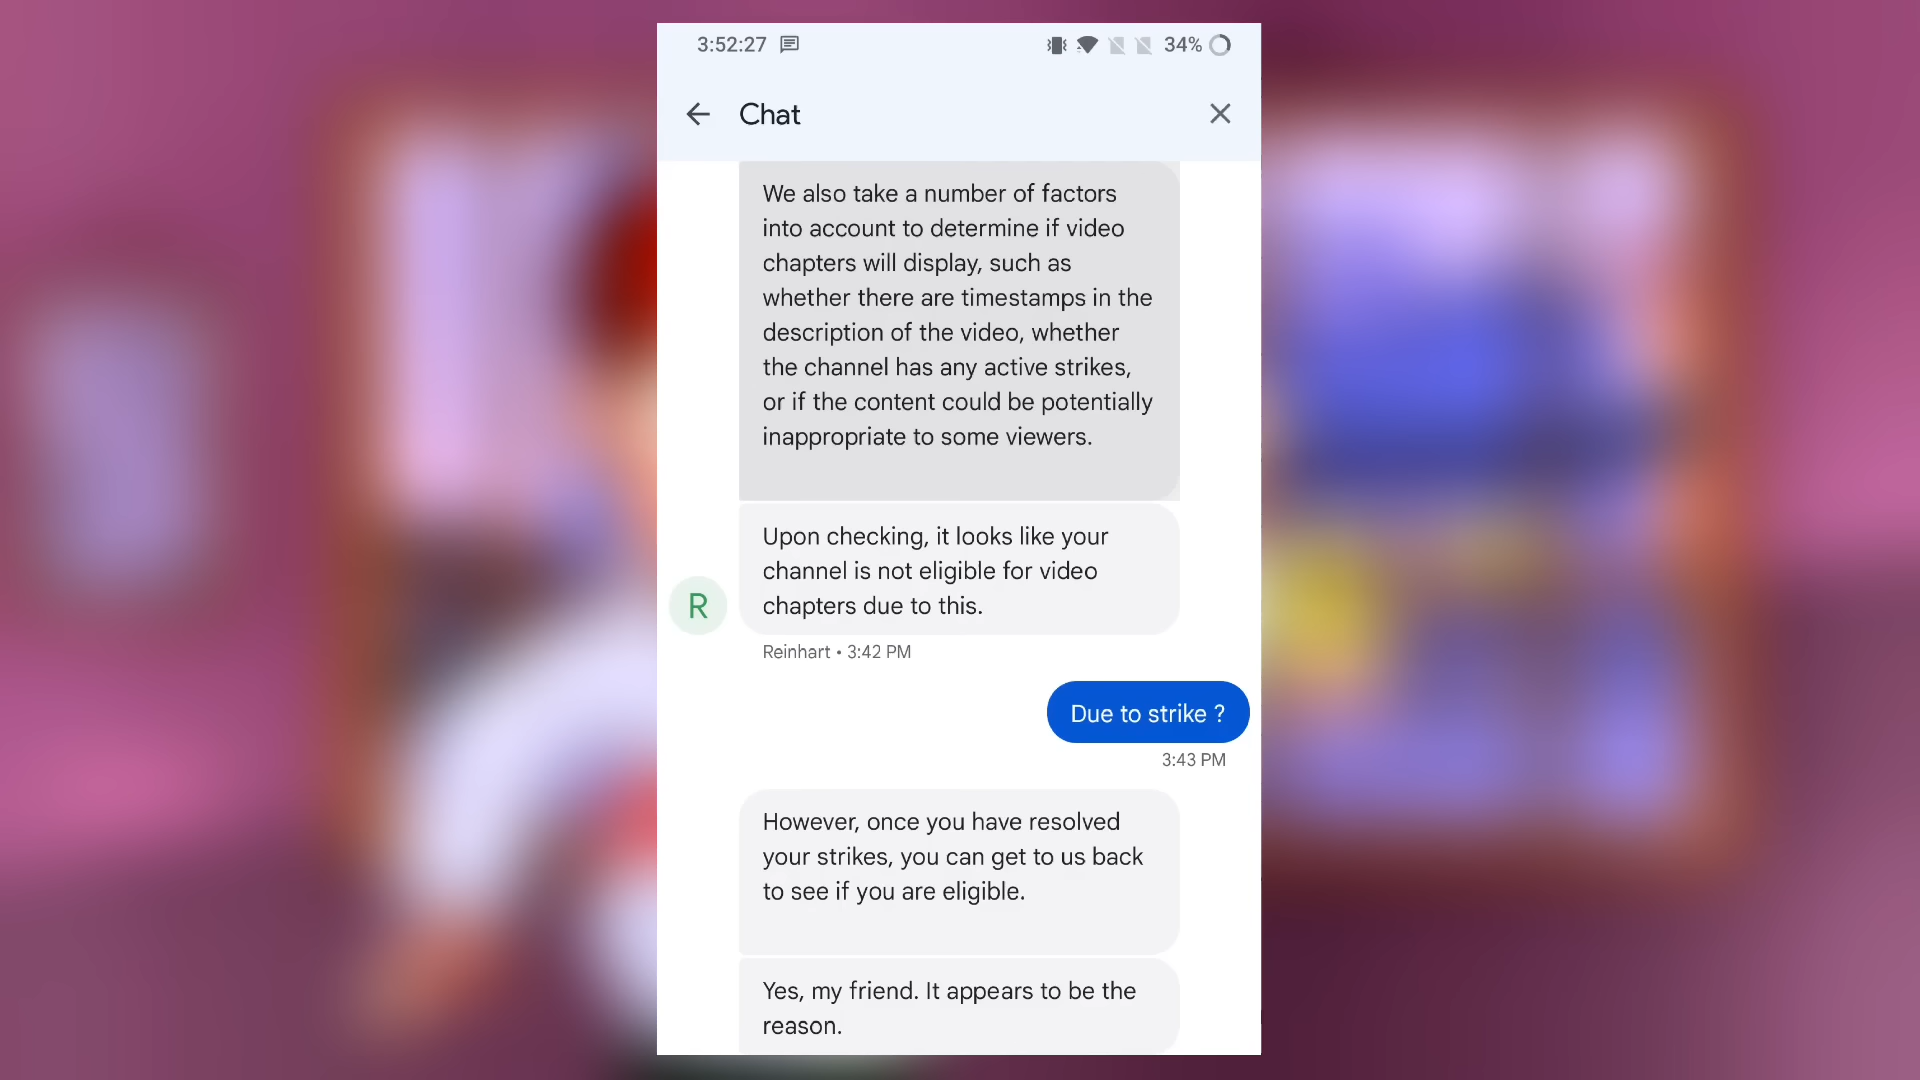 3:52:27
34%
Chat
We also take a number of factors
into account to determine if video
chapters will display, such as
whether there are timestamps in the
description of the video, whether
the channel has any active strikes,
or if the content could be potentially
inappropriate to some viewers.
Upon checking, it looks like your
channel is not eligible for video
chapters due to this.
R
Reinhart • 3:42 PM
Due to strike ?
3:43 PM
However, once you have resolved
your strikes, you can get to us back
to see if you are eligible.
Yes, my friend. It appears to be the
reason.